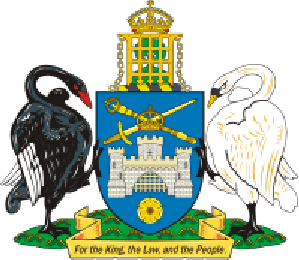 For the King, the Law, and the People.